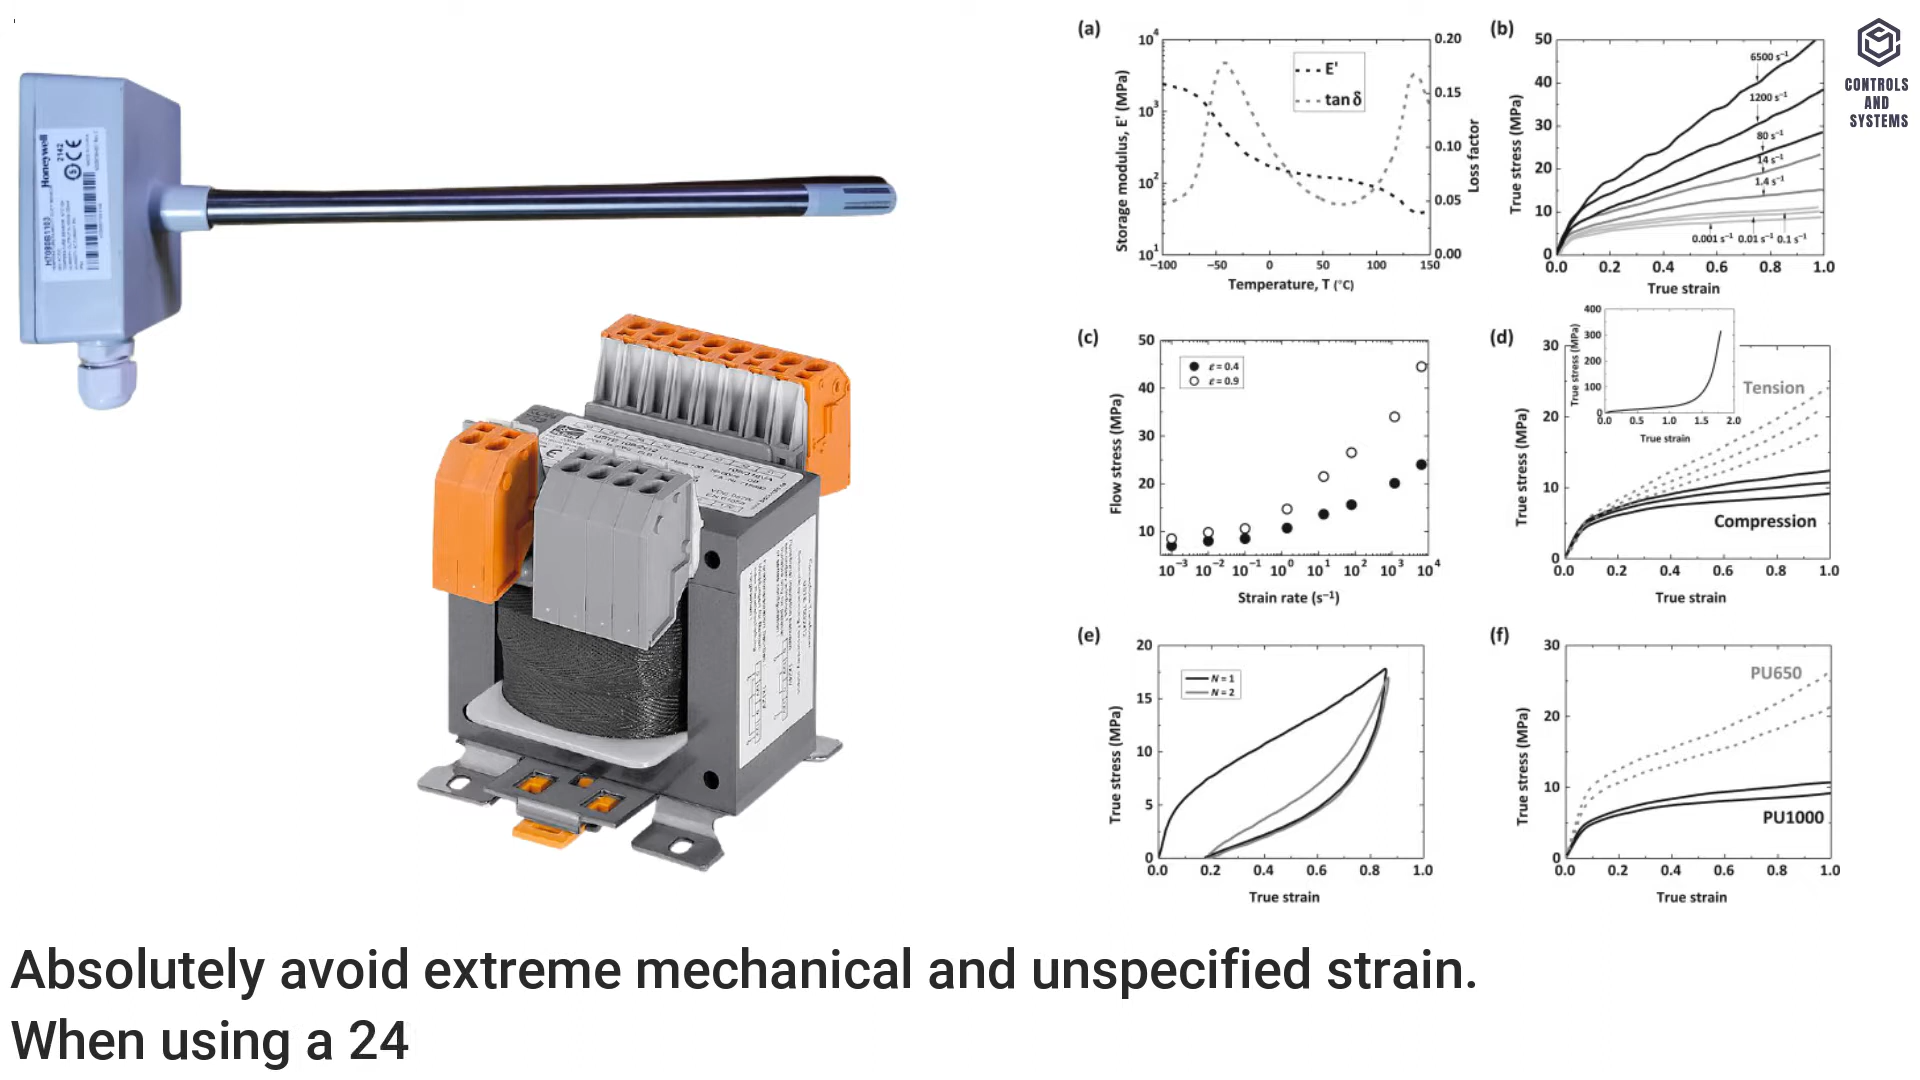 Honeywell
2142
CE
H7080B1103
(a)
10⁴
10³
10²
10¹
Storage modulus, E' (MPa)
E'
tan δ
0.20
0.15
0.10
0.05
0.00
Loss factor
−100 −50 0 50 100 150
Temperature, T (°C)
(b)
50
40
30
20
10
0
True stress (MPa)
6500 s⁻¹
1200 s⁻¹
80 s⁻¹
14 s⁻¹
1.4 s⁻¹
0.001 s⁻¹ 0.01 s⁻¹ 0.1 s⁻¹
0.0 0.2 0.4 0.6 0.8 1.0
True strain
CONTROLS
AND
SYSTEMS
(c)
50
40
30
20
10
Flow stress (MPa)
ε = 0.4
ε = 0.9
10⁻³ 10⁻² 10⁻¹ 10⁰ 10¹ 10² 10³ 10⁴
Strain rate (s⁻¹)
(d)
400
300
200
100
0
True stress (MPa)
0.0 0.5 1.0 1.5 2.0
True strain
30
20
10
0
True stress (MPa)
Tension
Compression
0.0 0.2 0.4 0.6 0.8 1.0
True strain
(e)
20
15
10
5
0
True stress (MPa)
N = 1
N = 2
0.0 0.2 0.4 0.6 0.8 1.0
True strain
(f)
30
20
10
0
True stress (MPa)
PU650
PU1000
0.0 0.2 0.4 0.6 0.8 1.0
True strain
Absolutely avoid extreme mechanical and unspecified strain.
When using a 24